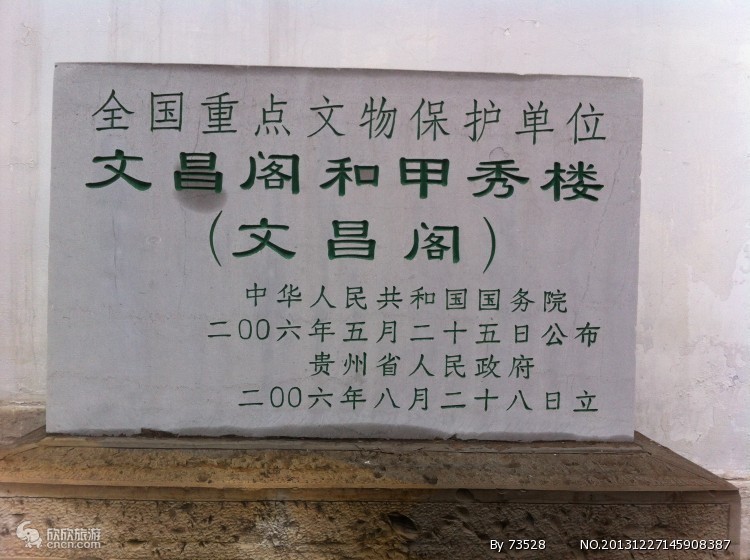 全国重点文物保护单位
文昌阁和甲秀楼
(文昌阁)
中华人民共和国国务院
二00六年五月二十五日公布
贵州省人民政府
二00六年八月二十八日立
欣欣旅游
cncn.com
By 73528 NO.20131227145908387